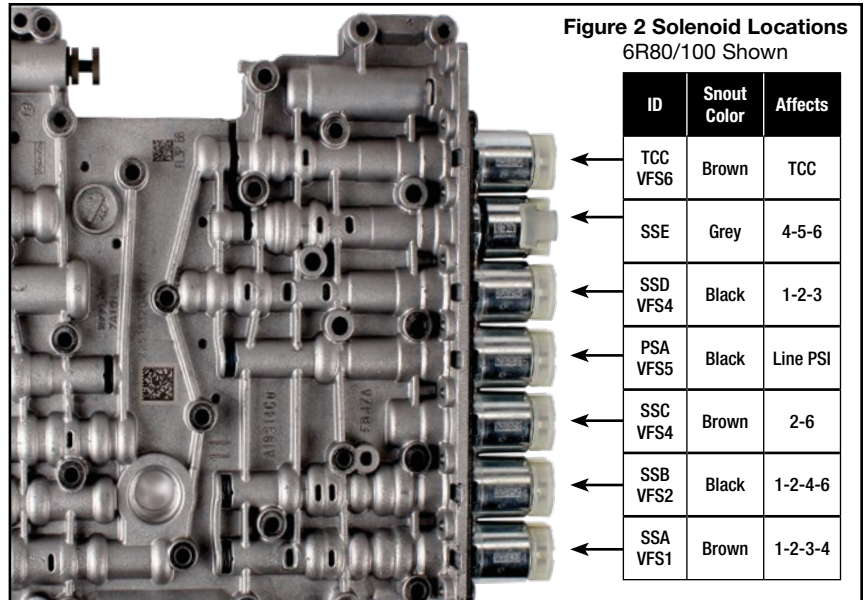 Figure 2 Solenoid Locations
6R80/100 Shown
ID Snout Color Affects
TCC VFS6 Brown TCC
SSE Grey 4-5-6
SSD VFS4 Black 1-2-3
PSA VFS5 Black Line PSI
SSC VFS4 Brown 2-6
SSB VFS2 Black 1-2-4-6
SSA VFS1 Brown 1-2-3-4